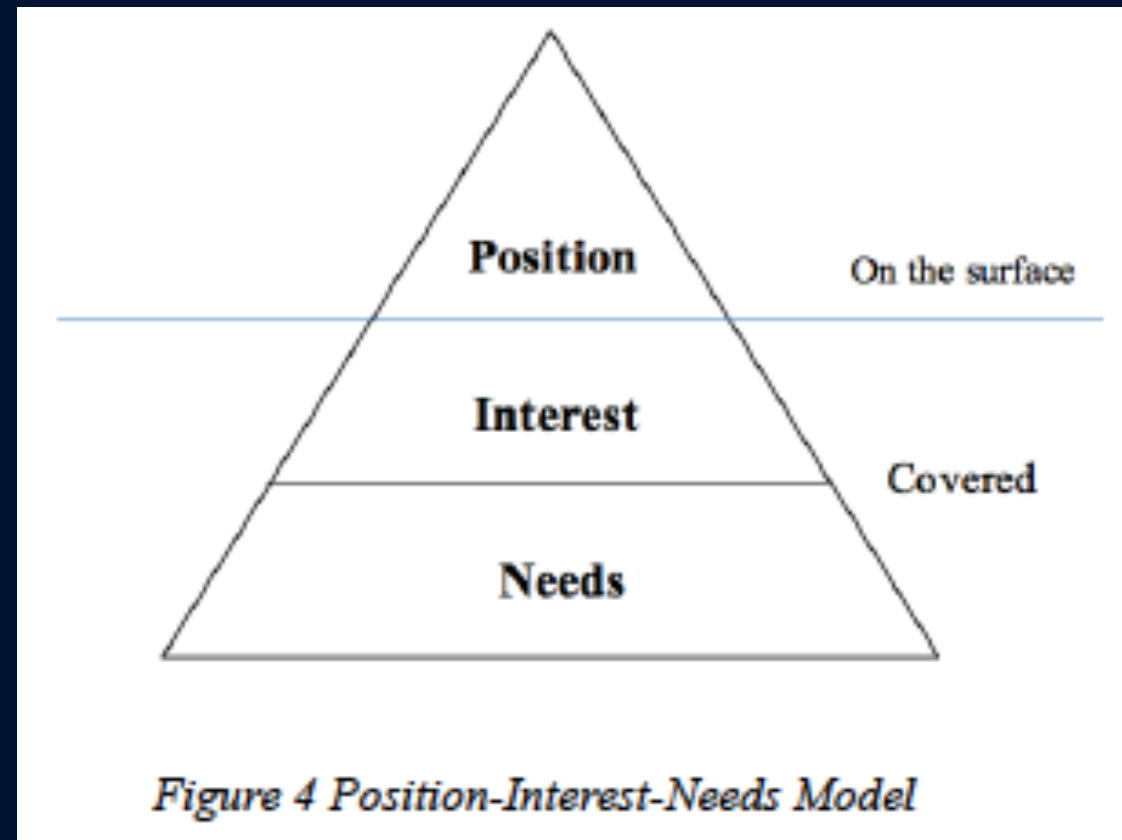 Position
On the surface
Interest
Covered
Needs
Figure 4 Position-Interest-Needs Model